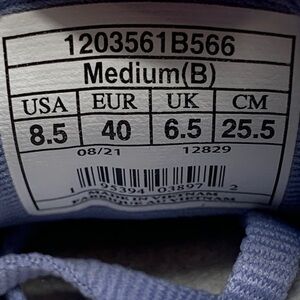 1203561B566
Medium(B)
USA EUR UK CM
8.5 40 6.5 25.5
08/21 12829
1 95394 03897 2
MADE IN VIETNAM
VIETNAM